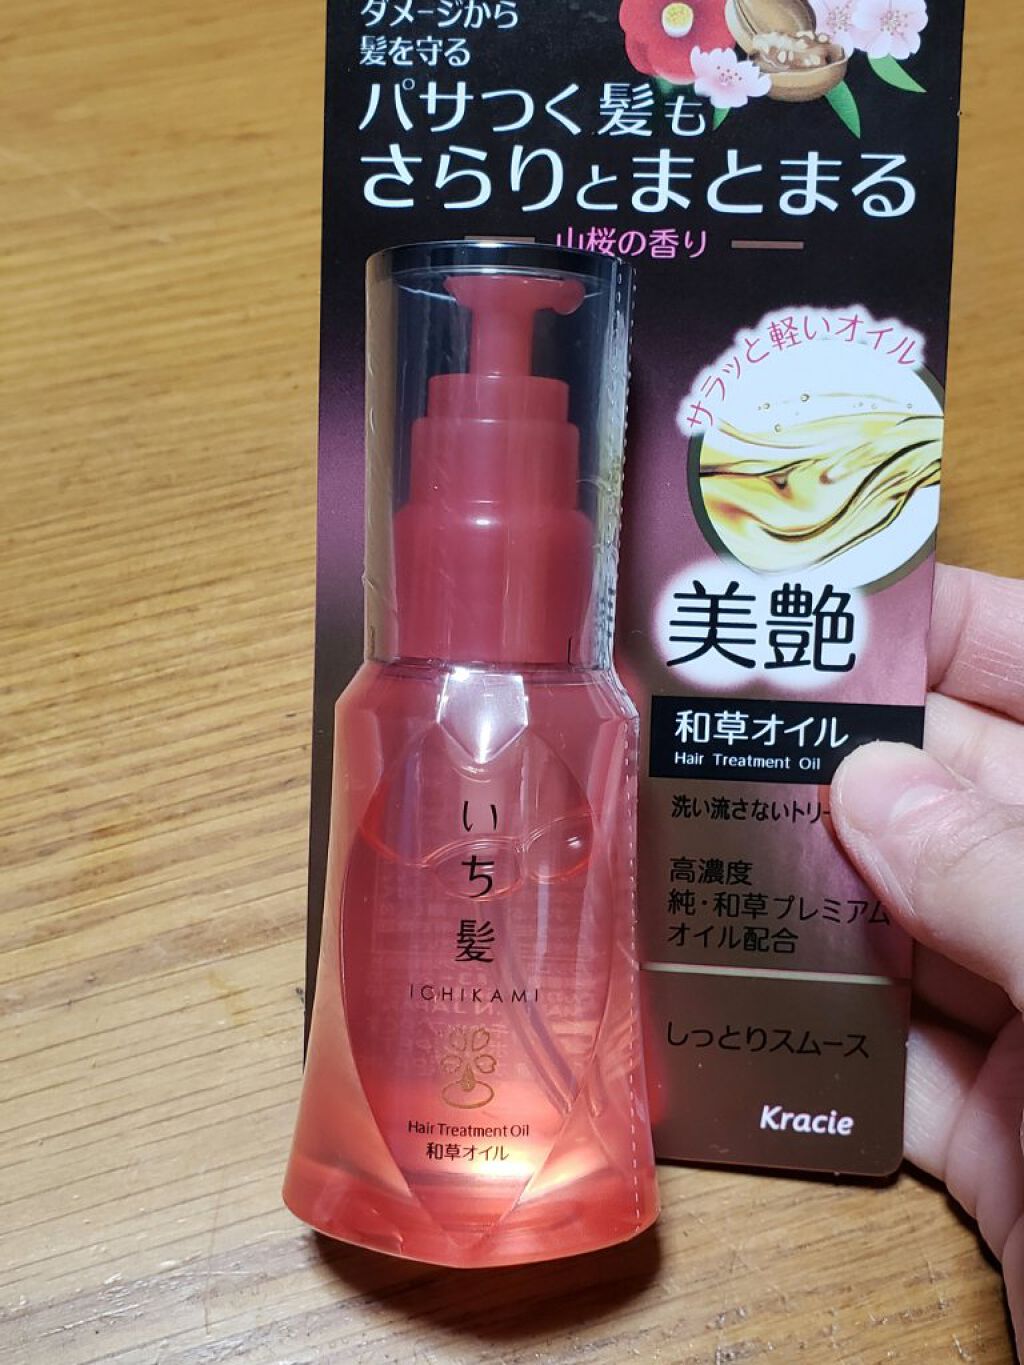 ダメージから
髪を守る
パサつく髪も
さらりとまとまる
山桜の香り
サラッと軽いオイル
美艶
和草オイル
Hair Treatment Oil
洗い流さないトリー
高濃度
純・和草プレミアム
オイル配合
しっとりスムース
Kracie
いち髪
ICHIKAMI
Hair Treatment Oil
和草オイル